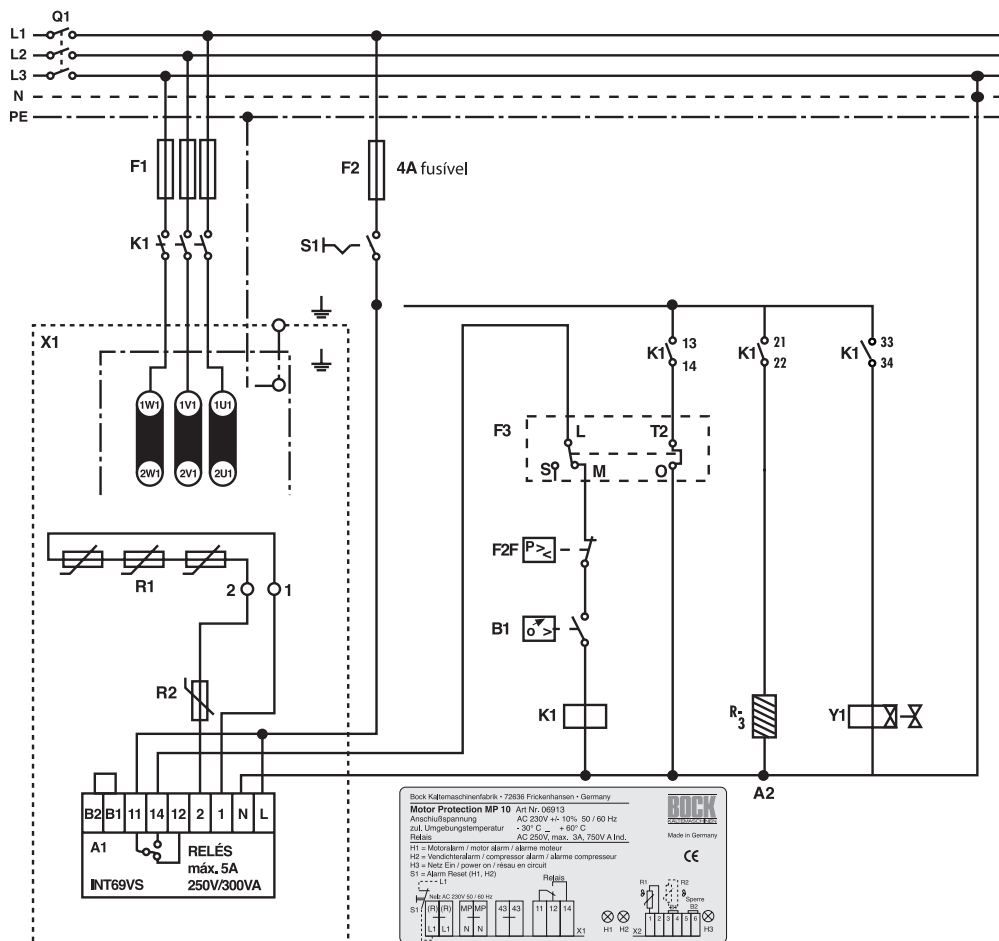 Q1
L1
L2
L3
N
PE
F1
F2 4A fusível
K1
S1
X1
1W1 1V1 1U1
2W1 2V1 2U1
K1 13 14
K1 21 22
K1 33 34
F3 L T2
S M O
F2F P><
R1
2 1
B1 o >
R2
K1
R-3
Y1
A2
B2 B1 11 14 12 2 1 N L
A1
RELÉS
máx. 5A
INT69VS 250V/300VA
Bock Kaltemaschinenfabrik • 72636 Frickenhausen • Germany
Motor Protection MP 10 Art Nr. 06913
Anschiußspannung AC 230V +/- 10% 50 / 60 Hz
zul. Umgebungstemperatur - 30° C _ + 60° C
Relais AC 250V, max. 3A, 750V A Ind.
BOCK
KALTEMASCHINEN
Made in Germany
CE
H1 = Motoralarm / motor alarm / alarme moteur
H2 = Vendichteralarm / compressor alarm / alarme compresseur
H3 = Netz Ein / power on / résau en circuit
S1 = Alarm Reset (H1, H2)
L1
Netz AC 230V 50 / 60 Hz
Relais
S1
(R) (R) MP MP 43 43 11 12 14
L1 L1 N N X1
H1 H2
R1 R2
Sperre
B1 B2
1 2 3 4 5 6
X2 H3